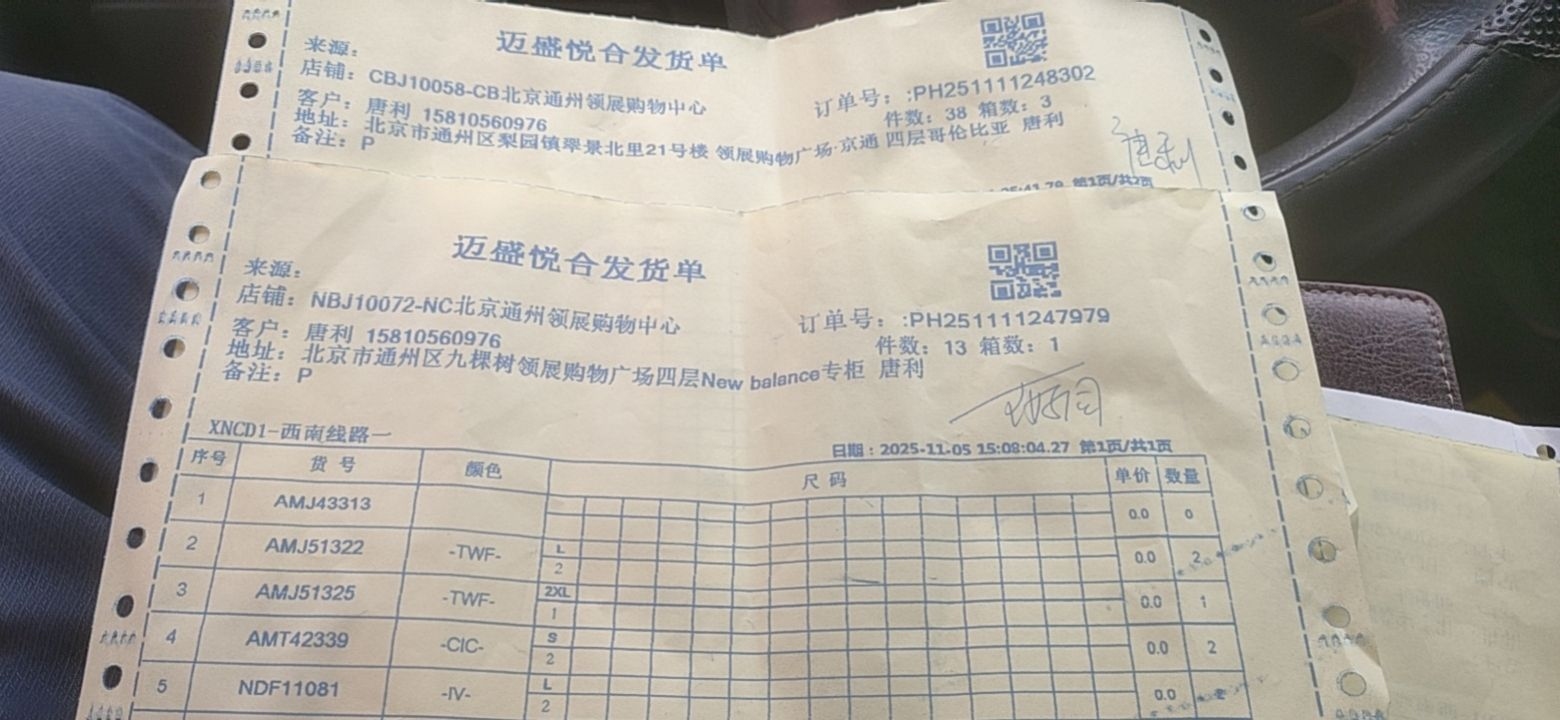 迈盛悦合发货单
来源：
店铺：CBJ10058-CB北京通州领展购物中心
订单号：:PH251111248302
客户：唐利 15810560976
件数：38 箱数：3
地址：北京市通州区梨园镇翠景北里21号楼 领展购物广场·京通 四层哥伦比亚 唐利
备注：P
唐利
第1页/共2页
迈盛悦合发货单
来源：
店铺：NBJ10072-NC北京通州领展购物中心
订单号：:PH251111247979
客户：唐利 15810560976
件数：13 箱数：1
地址：北京市通州区九棵树领展购物广场四层New balance专柜 唐利
备注：P
XNCD1-西南线路一
日期：2025-11-05 15:08:04.27 第1页/共1页
序号 货号 颜色 尺码 单价 数量
1 AMJ43313 0.0 0
2 AMJ51322 -TWF- L 2 0.0 2
3 AMJ51325 -TWF- 2XL 1 0.0 1
4 AMT42339 -CIC- S 2 0.0 2
5 NDF11081 -IV- L 2 0.0 2